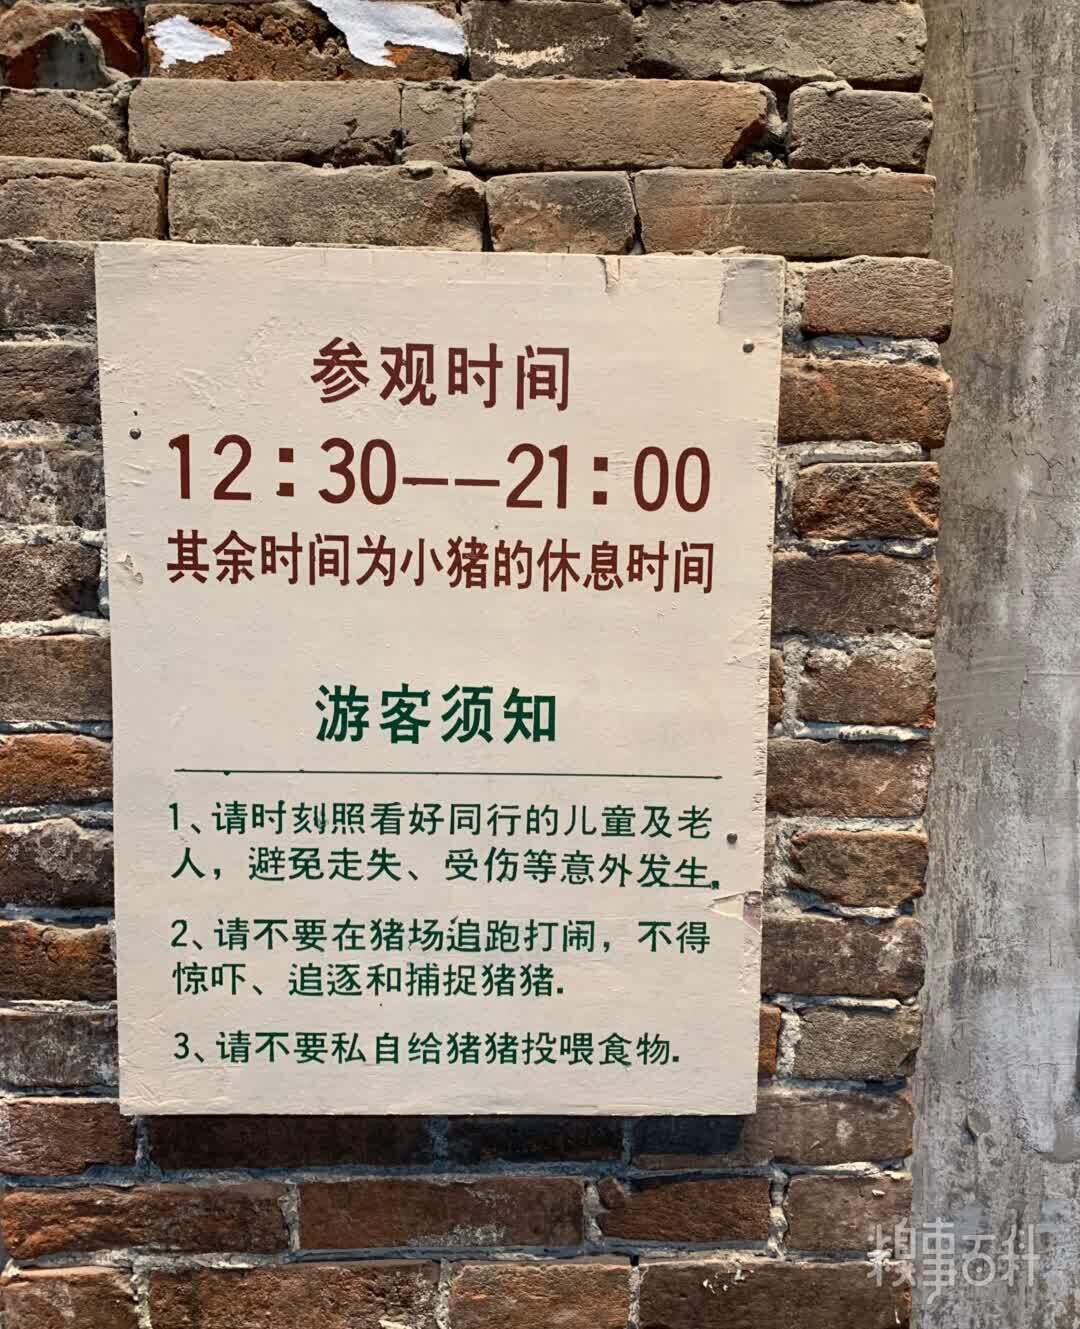 参观时间
12：30--21：00
其余时间为小猪的休息时间
游客须知
1、请时刻照看好同行的儿童及老
人，避免走失、受伤等意外发生。
2、请不要在猪场追跑打闹，不得
惊吓、追逐和捕捉猪猪.
3、请不要私自给猪猪投喂食物.
糗事百科